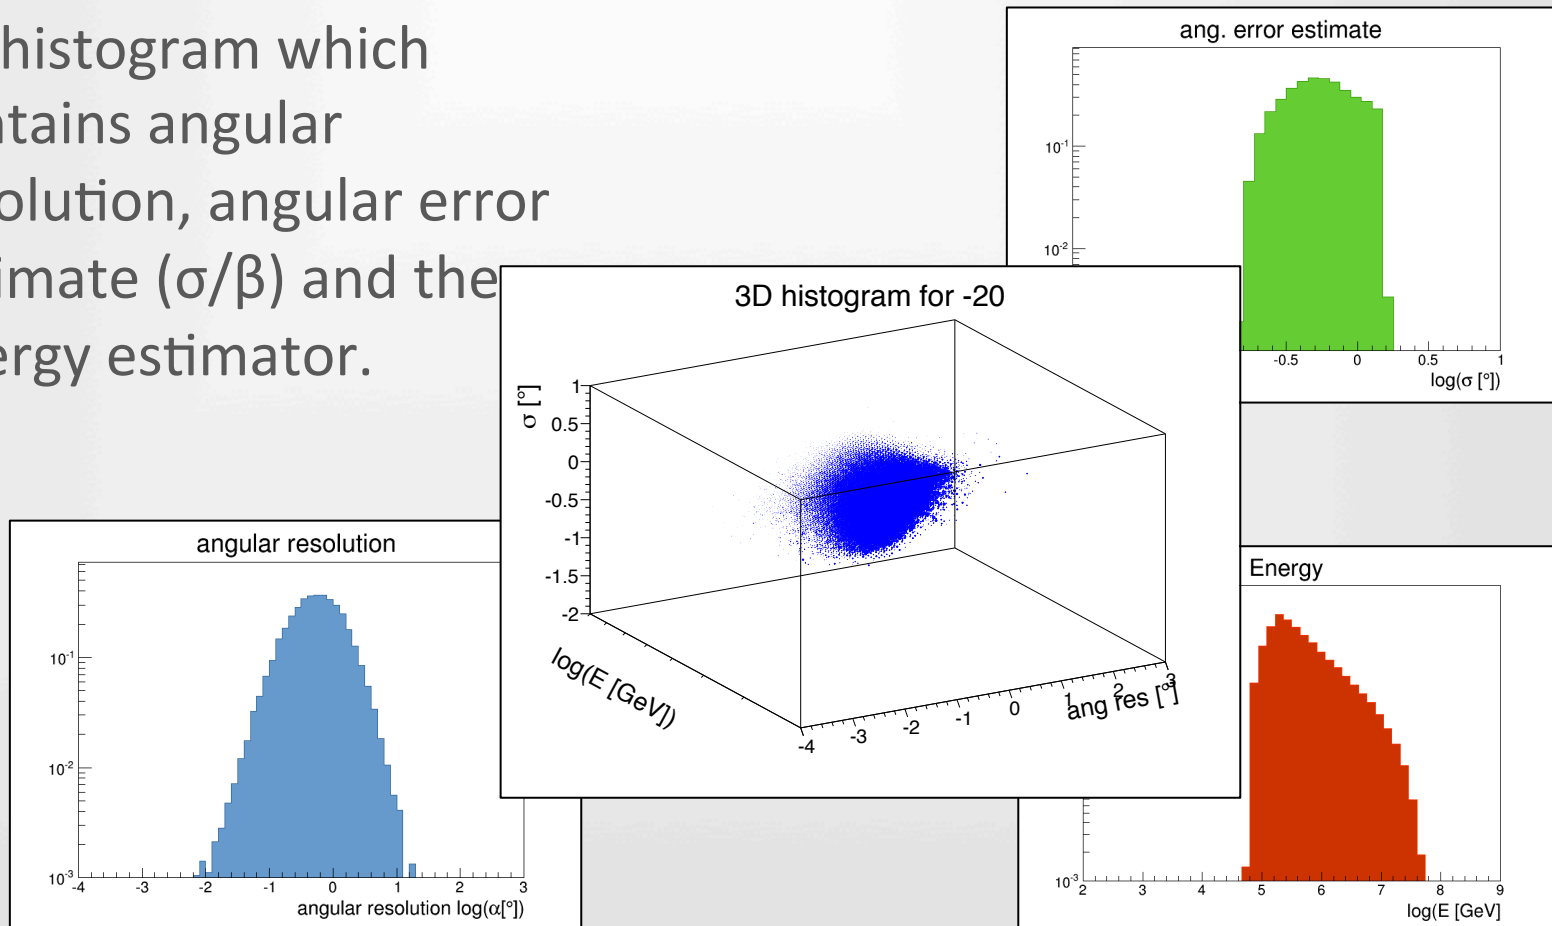 histogram which
ntains angular
olution, angular error
imate (σ/β) and the
ergy estimator.
ang. error estimate
10⁻¹
10⁻²
-0.5 0 0.5 1
log(σ [°])
3D histogram for -20
σ [°]
1
0.5
0
-0.5
-1
-1.5
-2
log(E [GeV])
-4 -3 -2 -1 0 1 2 3
ang res [°]
angular resolution
10⁻¹
10⁻²
10⁻³
-4 -3 -2 -1 0 1 2 3
angular resolution log(α[°])
Energy
10⁻³
2 3 4 5 6 7 8 9
log(E [GeV]